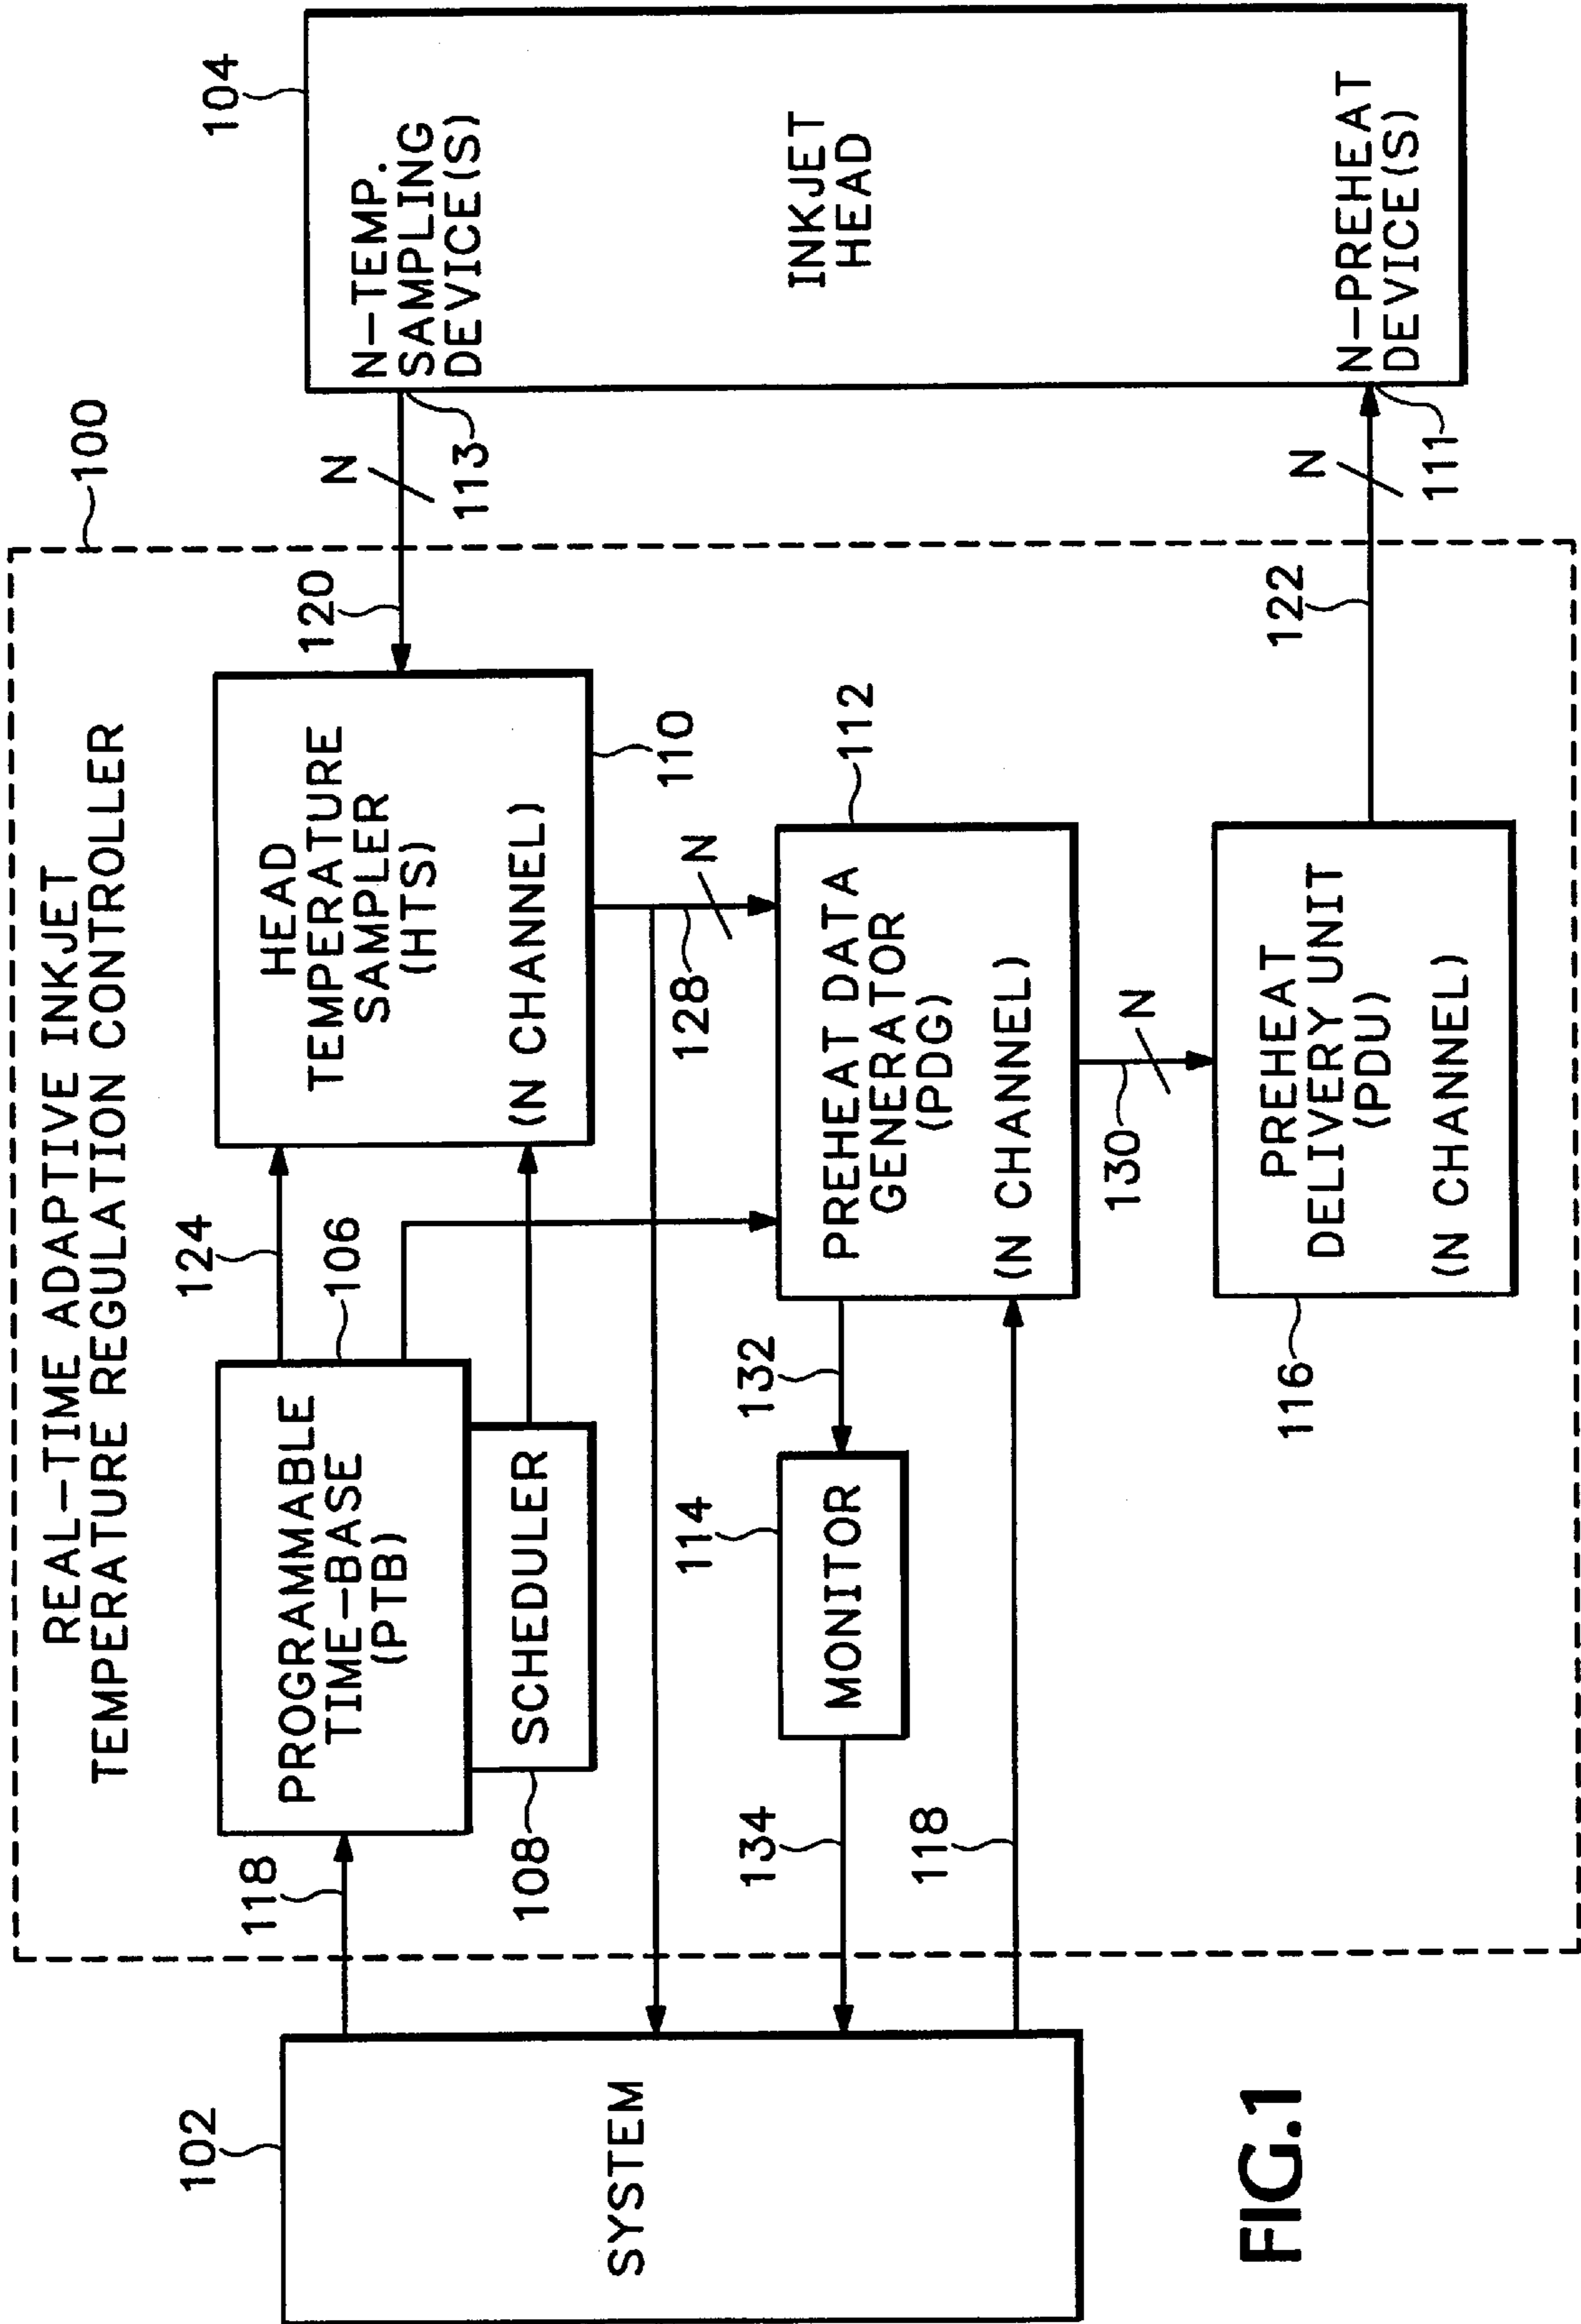 REAL-TIME ADAPTIVE INKJET
TEMPERATURE REGULATION CONTROLLER
100
102
SYSTEM
118
PROGRAMMABLE
TIME-BASE
(PTB)
106
SCHEDULER
108
124
HEAD
TEMPERATURE
SAMPLER
(HTS)
(N CHANNEL)
110
120
N
113
104
N-TEMP.
SAMPLING
DEVICE(S)
INKJET
HEAD
N-PREHEAT
DEVICE(S)
128
N
134
114
MONITOR
132
118
PREHEAT DATA
GENERATOR
(PDG)
(N CHANNEL)
112
130
N
116
PREHEAT
DELIVERY UNIT
(PDU)
(N CHANNEL)
122
N
111
FIG.1